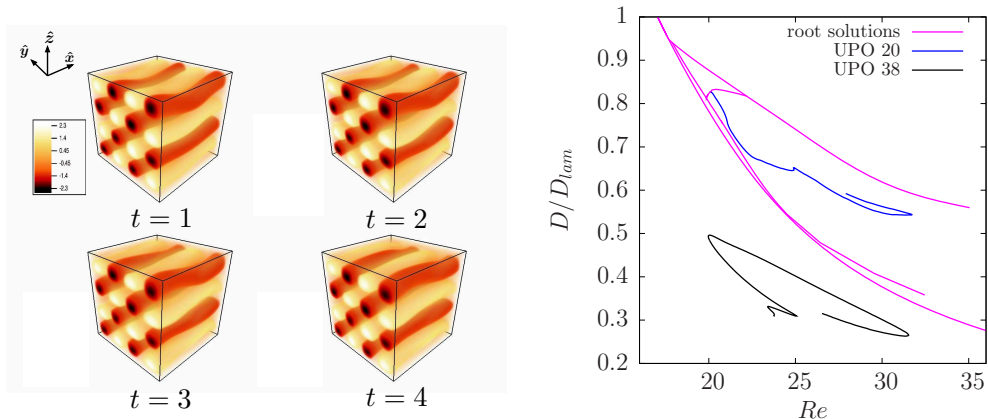 ẑ
ŷ
x̂
2.3
1.4
0.45
-0.45
-1.4
-2.3
t = 1
t = 2
t = 3
t = 4
1
0.9
0.8
0.7
0.6
0.5
0.4
0.3
0.2
D/D_lam
root solutions
UPO 20
UPO 38
20
25
30
35
Re